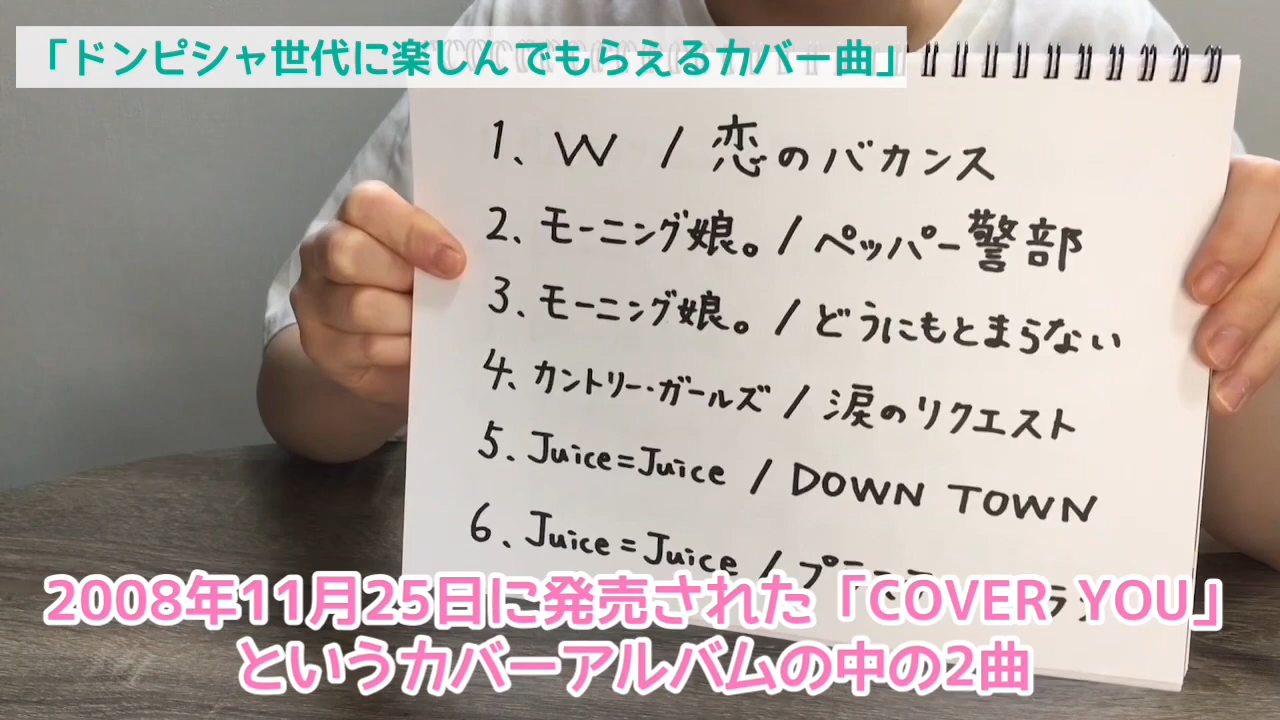 「ドンピシャ世代に楽しんでもらえるカバー曲」
1、W / 恋のバカンス
2、モーニング娘。/ ペッパー警部
3、モーニング娘。/ どうにもとまらない
4、カントリー・ガールズ / 涙のリクエスト
5、Juice=Juice / DOWN TOWN
6、Juice=Juice /
2008年11月25日に発売された「COVER YOU」
というカバーアルバムの中の2曲